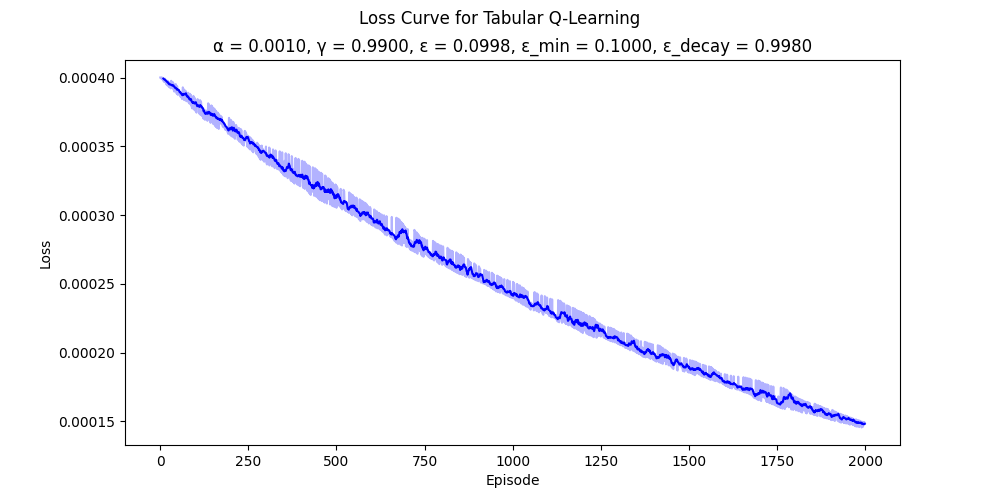 Loss Curve for Tabular Q-Learning
α = 0.0010, γ = 0.9900, ε = 0.0998, ε_min = 0.1000, ε_decay = 0.9980
0.00040
0.00035
0.00030
0.00025
0.00020
0.00015
Loss
0 250 500 750 1000 1250 1500 1750 2000
Episode